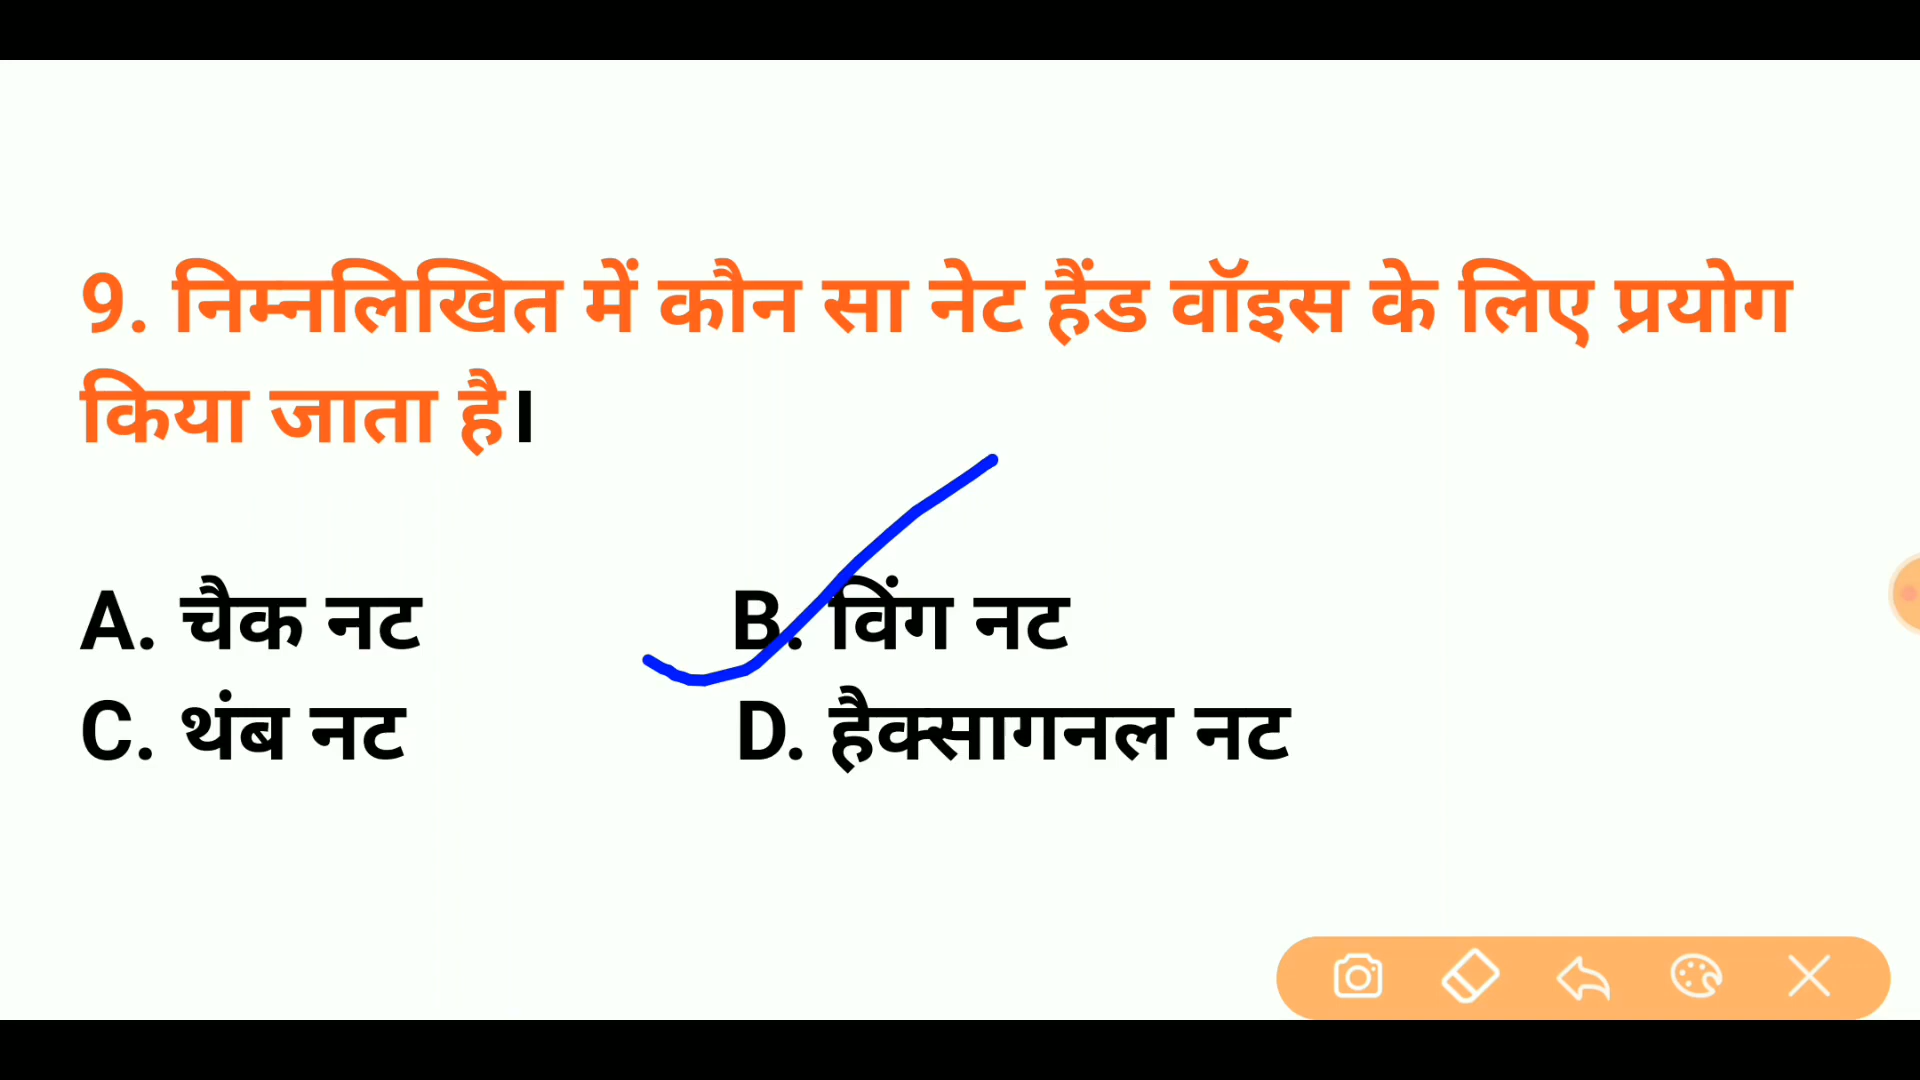 9. निम्नलिखित में कौन सा नेट हैंड वॉइस के लिए प्रयोग
किया जाता है।
A. चैक नट B. विंग नट
C. थंब नट D. हैक्सागनल नट